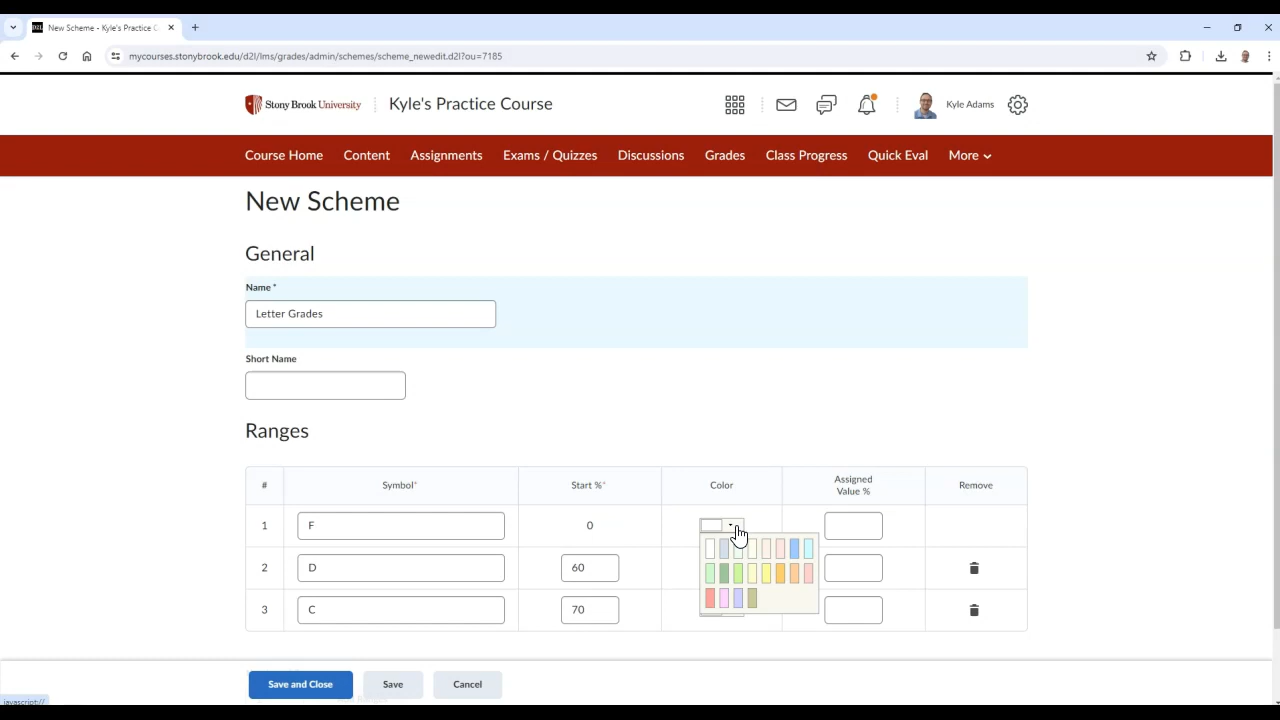 New Scheme - Kyle's Practice C
mycourses.stonybrook.edu/d2l/lms/grades/admin/schemes/scheme_newedit.d2l?ou=7185
Stony Brook University
Kyle's Practice Course
Kyle Adams
Course Home Content Assignments Exams / Quizzes Discussions Grades Class Progress Quick Eval More
New Scheme
General
Name *
Letter Grades
Short Name
Ranges
# Symbol* Start %* Color Assigned Value % Remove
1 F 0
2 D 60
3 C 70
Save and Close Save Cancel
javascript://